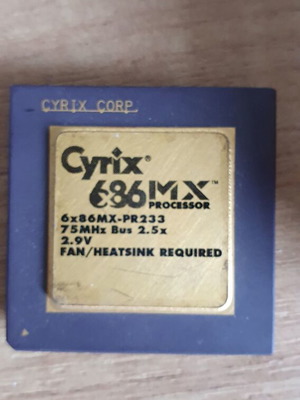 CYRIX CORP.
Cyrix®
6x86MX™
PROCESSOR
6x86MX-PR233
75MHz Bus 2.5x
2.9V
FAN/HEATSINK REQUIRED